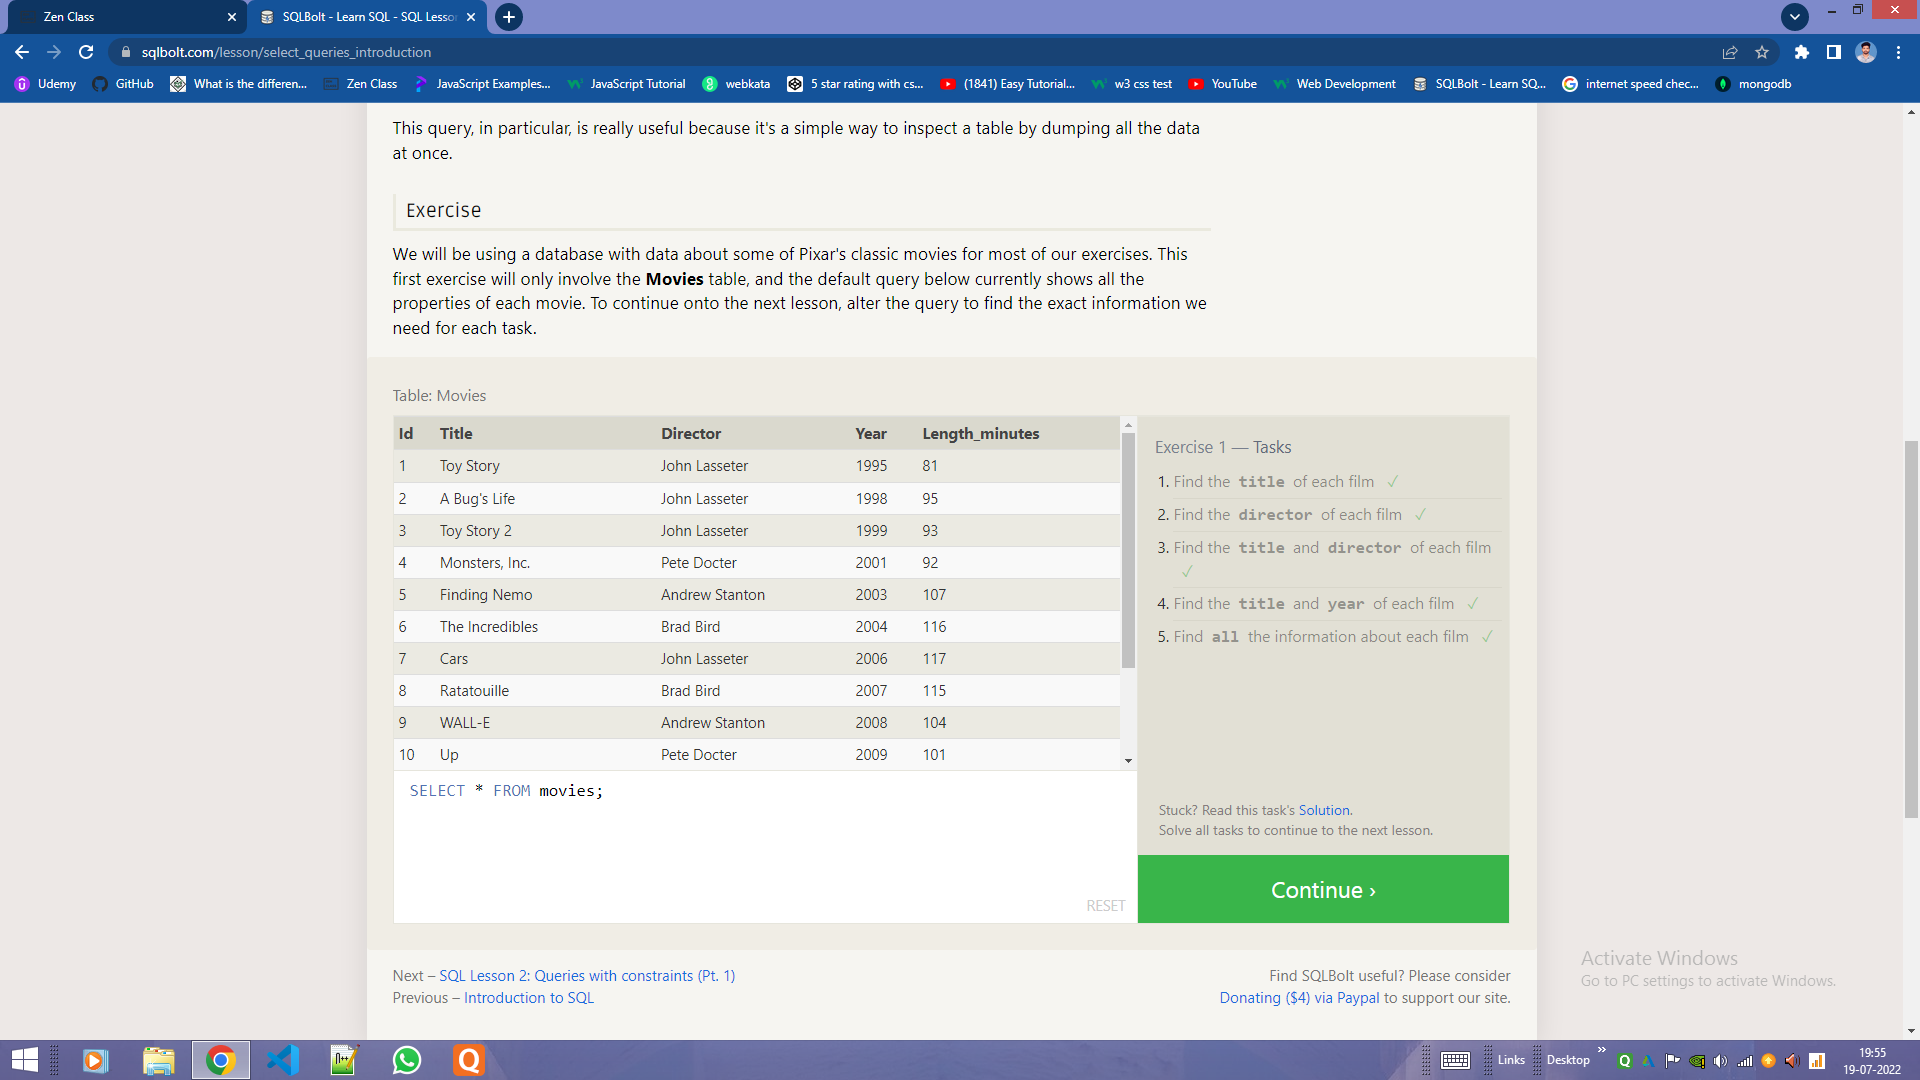 Zen Class
SQLBolt - Learn SQL - SQL Lesson
sqlbolt.com/lesson/select_queries_introduction
Udemy GitHub What is the differen... Zen Class JavaScript Examples... JavaScript Tutorial webkata 5 star rating with cs... (1841) Easy Tutorial... w3 css test YouTube Web Development SQLBolt - Learn SQ... internet speed chec... mongodb
This query, in particular, is really useful because it's a simple way to inspect a table by dumping all the data
at once.
Exercise
We will be using a database with data about some of Pixar's classic movies for most of our exercises. This
first exercise will only involve the Movies table, and the default query below currently shows all the
properties of each movie. To continue onto the next lesson, alter the query to find the exact information we
need for each task.
Table: Movies
Id Title Director Year Length_minutes
1 Toy Story John Lasseter 1995 81
2 A Bug's Life John Lasseter 1998 95
3 Toy Story 2 John Lasseter 1999 93
4 Monsters, Inc. Pete Docter 2001 92
5 Finding Nemo Andrew Stanton 2003 107
6 The Incredibles Brad Bird 2004 116
7 Cars John Lasseter 2006 117
8 Ratatouille Brad Bird 2007 115
9 WALL-E Andrew Stanton 2008 104
10 Up Pete Docter 2009 101
SELECT * FROM movies;
RESET
Exercise 1 — Tasks
1. Find the title of each film ✓
2. Find the director of each film ✓
3. Find the title and director of each film
✓
4. Find the title and year of each film ✓
5. Find all the information about each film ✓
Stuck? Read this task's Solution.
Solve all tasks to continue to the next lesson.
Continue ›
Next – SQL Lesson 2: Queries with constraints (Pt. 1)
Previous – Introduction to SQL
Find SQLBolt useful? Please consider
Donating ($4) via Paypal to support our site.
Activate Windows
Go to PC settings to activate Windows.
Links Desktop »
19:55
19-07-2022